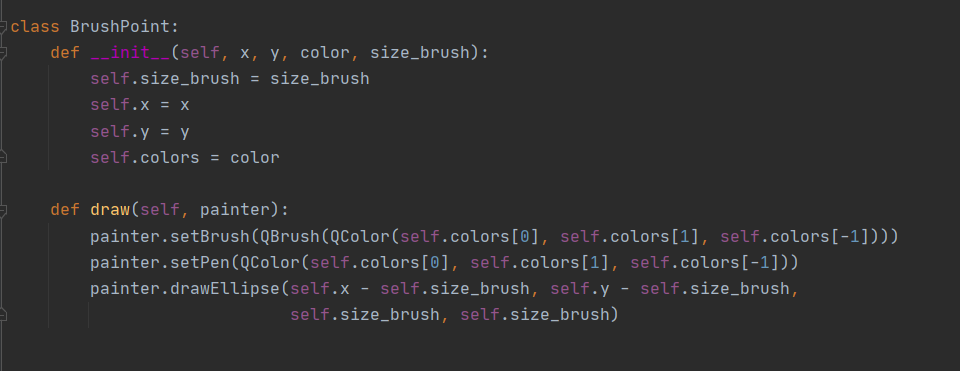 class BrushPoint:
    def __init__(self, x, y, color, size_brush):
        self.size_brush = size_brush
        self.x = x
        self.y = y
        self.colors = color
    def draw(self, painter):
        painter.setBrush(QBrush(QColor(self.colors[0], self.colors[1], self.colors[-1])))
        painter.setPen(QColor(self.colors[0], self.colors[1], self.colors[-1]))
        painter.drawEllipse(self.x - self.size_brush, self.y - self.size_brush,
                            self.size_brush, self.size_brush)